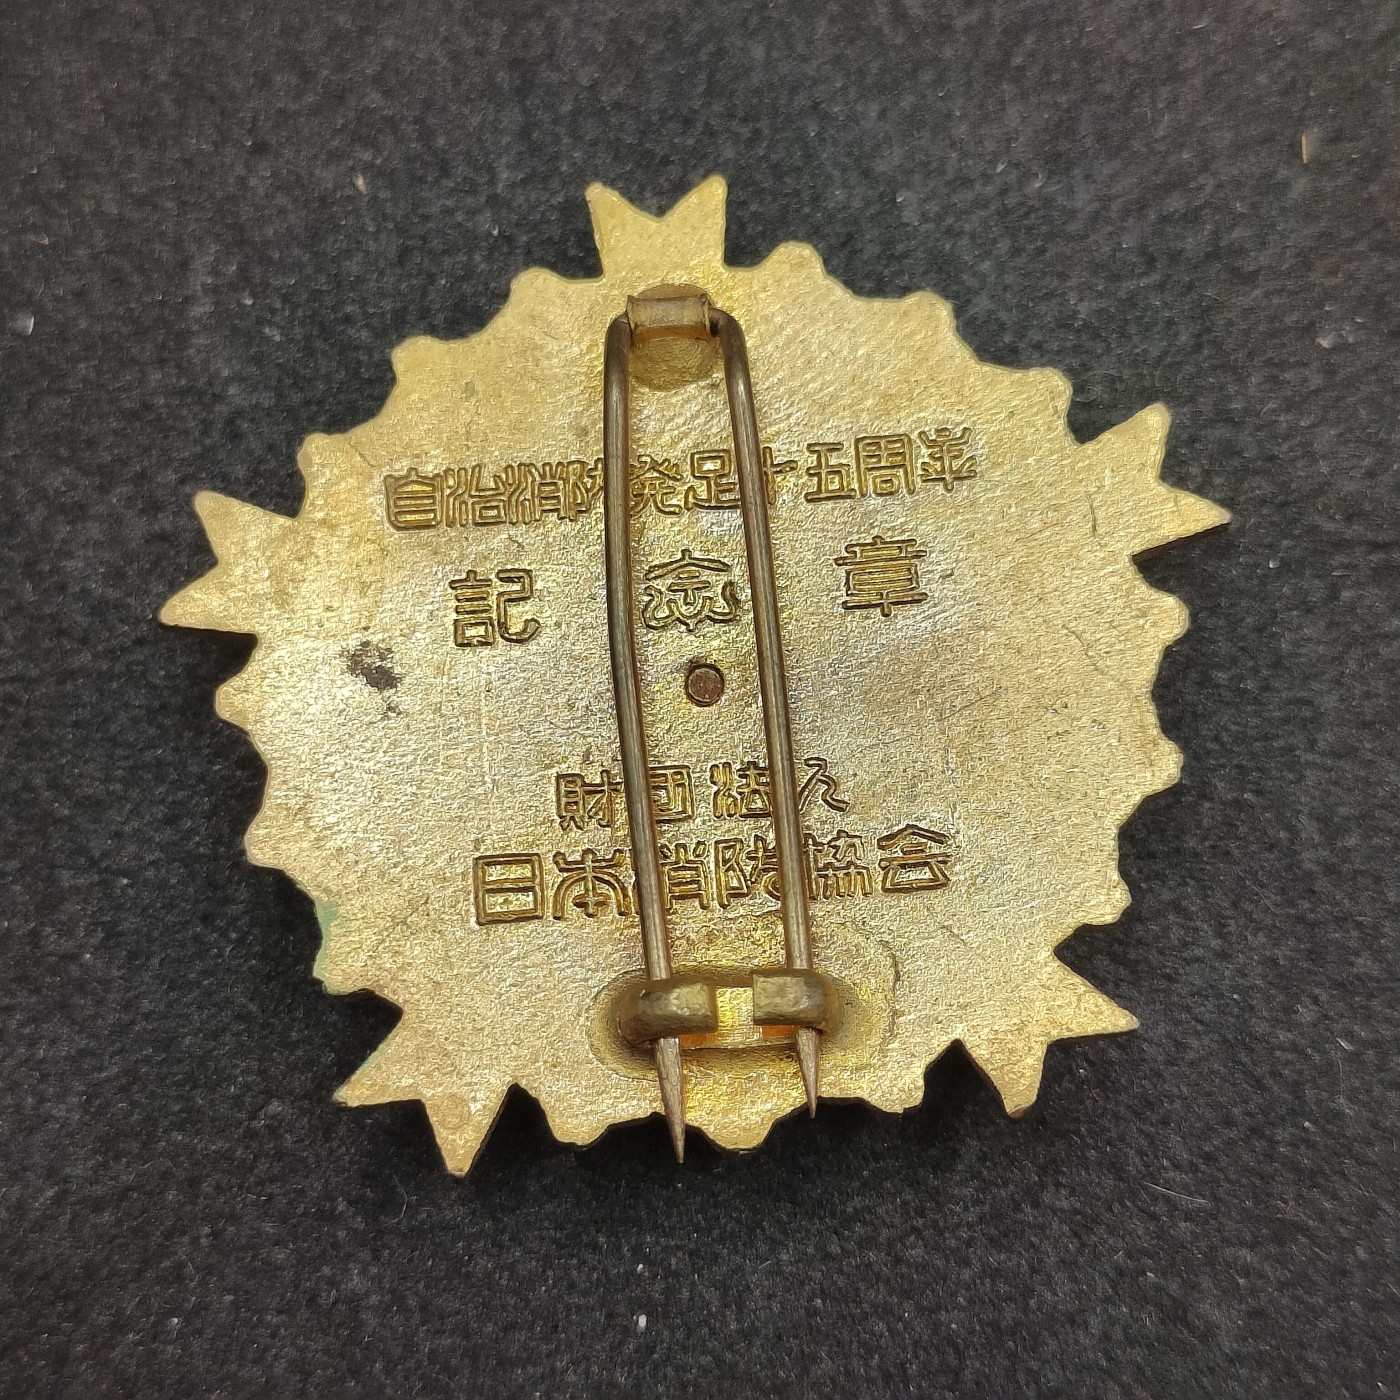 自治消防発足十五周年
記念章
財団法人
日本消防協会